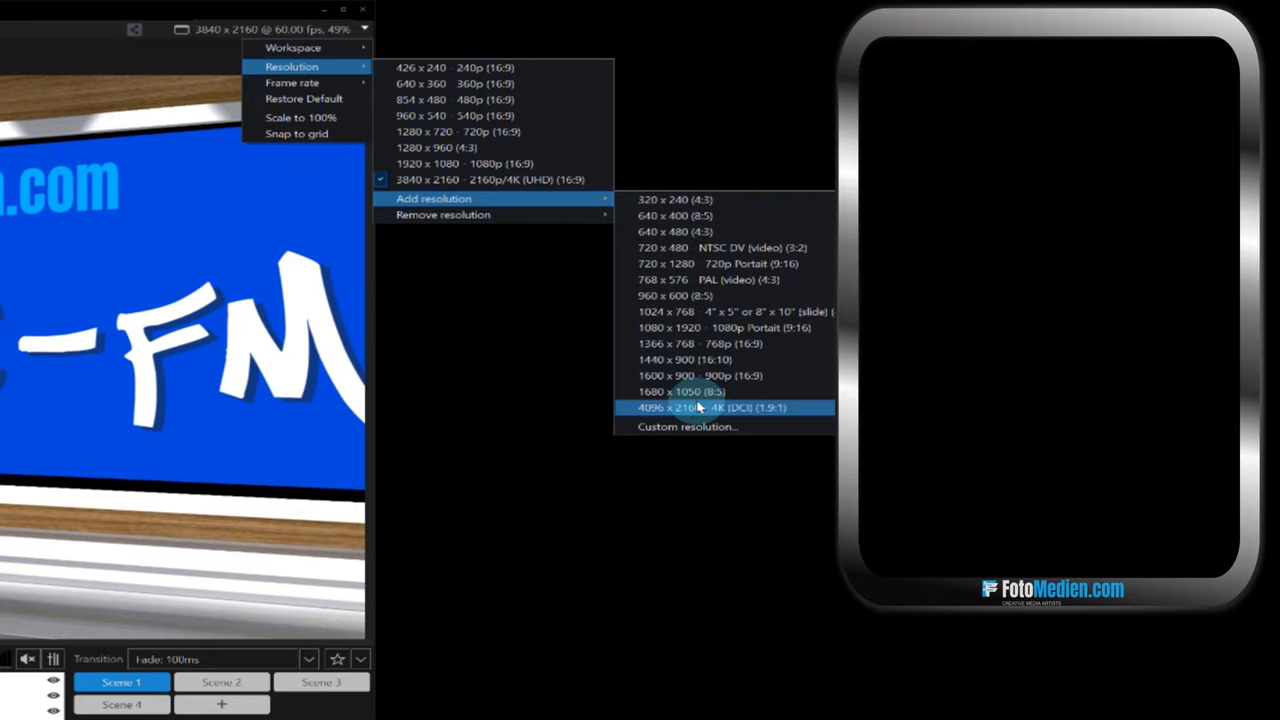 3840 x 2160 @ 60.00 fps, 49%
Workspace
Resolution
Frame rate
Restore Default
Scale to 100%
Snap to grid
426 x 240 - 240p (16:9)
640 x 360 - 360p (16:9)
854 x 480 - 480p (16:9)
960 x 540 - 540p (16:9)
1280 x 720 - 720p (16:9)
1280 x 960 (4:3)
1920 x 1080 - 1080p (16:9)
3840 x 2160 - 2160p/4K (UHD) (16:9)
Add resolution
Remove resolution
320 x 240 (4:3)
640 x 400 (8:5)
640 x 480 (4:3)
720 x 480 - NTSC DV (video) (3:2)
720 x 1280 - 720p Portait (9:16)
768 x 576 - PAL (video) (4:3)
960 x 600 (8:5)
1024 x 768 - 4" x 5" or 8" x 10" (slide) (
1080 x 1920 - 1080p Portait (9:16)
1366 x 768 - 768p (16:9)
1440 x 900 (16:10)
1600 x 900 - 900p (16:9)
1680 x 1050 (8:5)
4096 x 2160 - 4K (DCI) (1.9:1)
Custom resolution...
n.com
-FM
Transition Fade: 100ms
Scene 1 Scene 2 Scene 3
Scene 4 +
FotoMedien.com
CREATIVE MEDIA ARTISTS